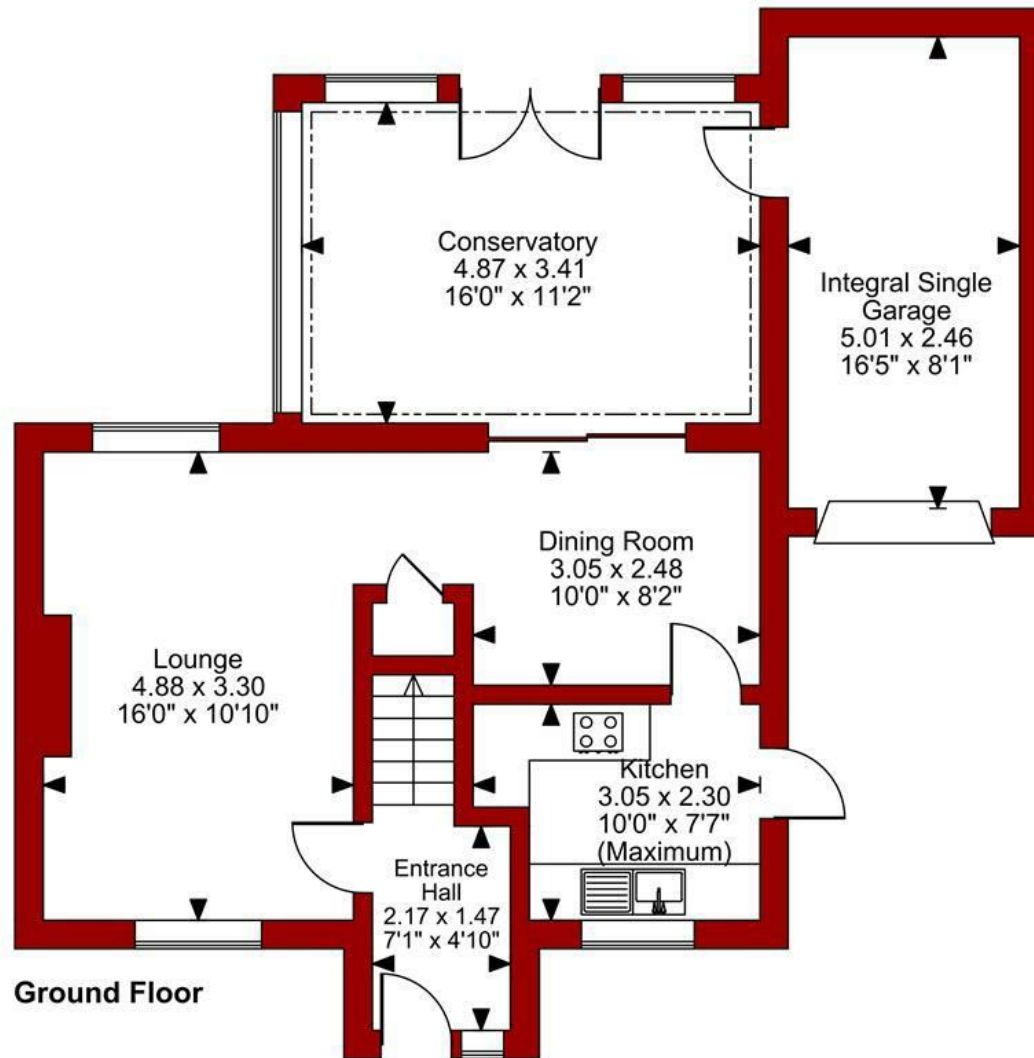 Conservatory
4.87 x 3.41
16'0" x 11'2"
Integral Single
Garage
5.01 x 2.46
16'5" x 8'1"
Dining Room
3.05 x 2.48
10'0" x 8'2"
Lounge
4.88 x 3.30
16'0" x 10'10"
Kitchen
3.05 x 2.30
10'0" x 7'7"
(Maximum)
Entrance
Hall
2.17 x 1.47
7'1" x 4'10"
Ground Floor